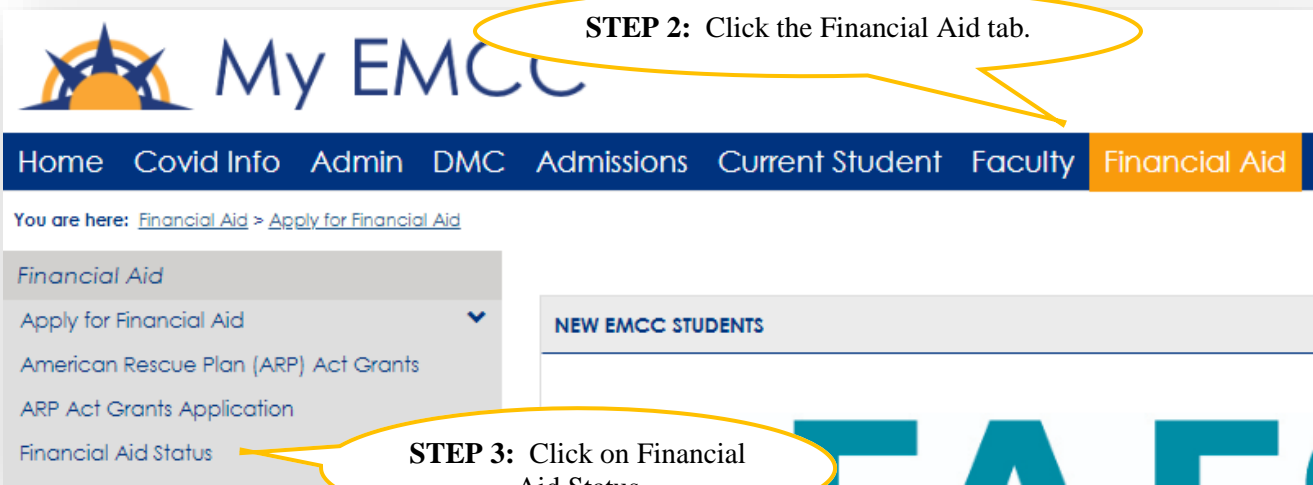 STEP 2: Click the Financial Aid tab.
My EMCC
Home Covid Info Admin DMC Admissions Current Student Faculty Financial Aid
You are here: Financial Aid > Apply for Financial Aid
Financial Aid
Apply for Financial Aid
American Rescue Plan (ARP) Act Grants
ARP Act Grants Application
Financial Aid Status
NEW EMCC STUDENTS
STEP 3: Click on Financial
Aid Status